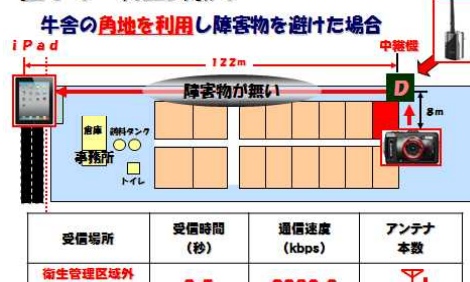 牛舎の角地を利用し障害物を避けた場合
iPad
中継機
122m
障害物が無い
D
8m
倉庫
飼料タンク
事務所
トイレ
受信場所
受信時間
(秒)
通信速度
(kbps)
アンテナ
本数
衛生管理区域外